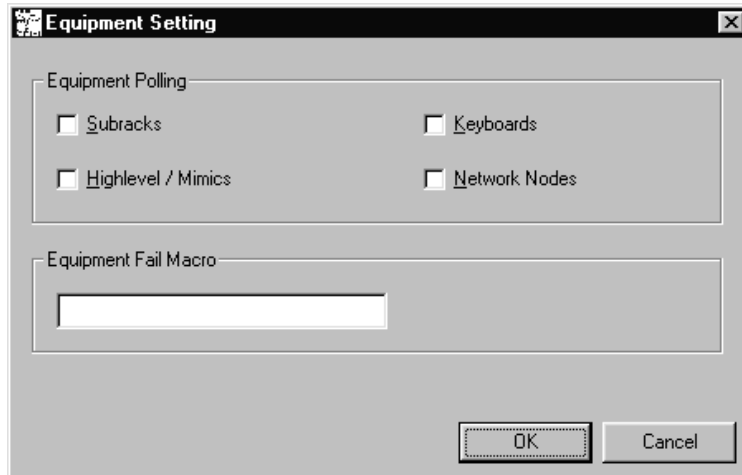 Equipment Setting
Equipment Polling
Subracks
Keyboards
Highlevel / Mimics
Network Nodes
Equipment Fail Macro
OK
Cancel